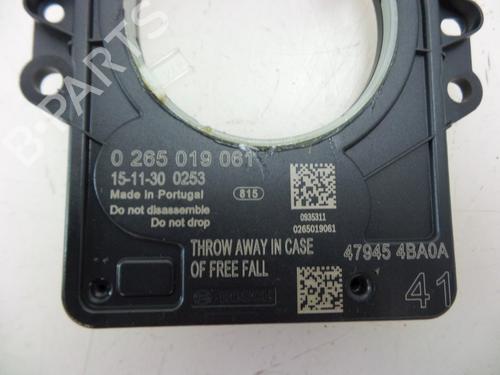 B-PARTS
0 265 019 061
15-11-30 0253
Made in Portugal
815
Do not disassemble
Do not drop
0935311
0265019061
THROW AWAY IN CASE
OF FREE FALL
47945 4BA0A
41
BOSCH